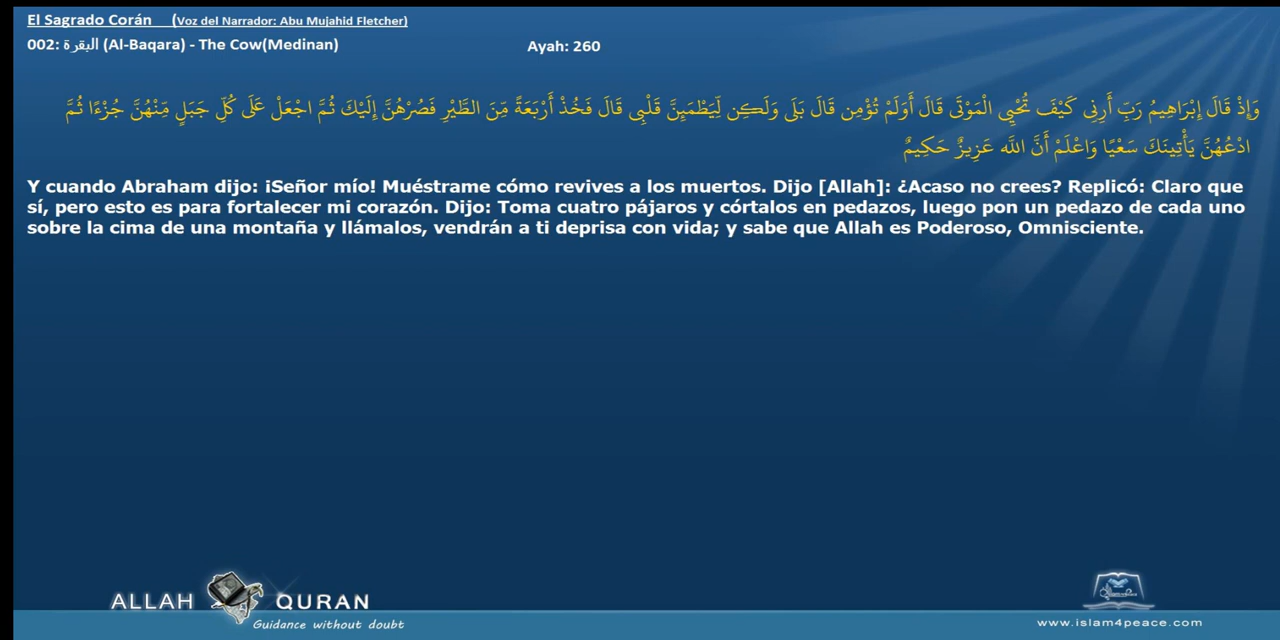 El Sagrado Corán (Voz del Narrador: Abu Mujahid Fletcher)
002: البقرة (Al-Baqara) - The Cow(Medinan) Ayah: 260
وَإِذْ قَالَ إِبْرَاهِيمُ رَبِّ أَرِنِي كَيْفَ تُحْيِي الْمَوْتَى قَالَ أَوَلَمْ تُؤْمِن قَالَ بَلَى وَلَكِن لِّيَطْمَئِنَّ قَلْبِي قَالَ فَخُذْ أَرْبَعَةً مِّنَ الطَّيْرِ فَصُرْهُنَّ إِلَيْكَ ثُمَّ اجْعَلْ عَلَى كُلِّ جَبَلٍ مِّنْهُنَّ جُزْءًا ثُمَّ
ادْعُهُنَّ يَأْتِينَكَ سَعْيًا وَاعْلَمْ أَنَّ اللَّه عَزِيزٌ حَكِيمٌ
Y cuando Abraham dijo: ¡Señor mío! Muéstrame cómo revives a los muertos. Dijo [Allah]: ¿Acaso no crees? Replicó: Claro que
sí, pero esto es para fortalecer mi corazón. Dijo: Toma cuatro pájaros y córtalos en pedazos, luego pon un pedazo de cada uno
sobre la cima de una montaña y llámalos, vendrán a ti deprisa con vida; y sabe que Allah es Poderoso, Omnisciente.
ALLAH QURAN
Guidance without doubt
www.islam4peace.com